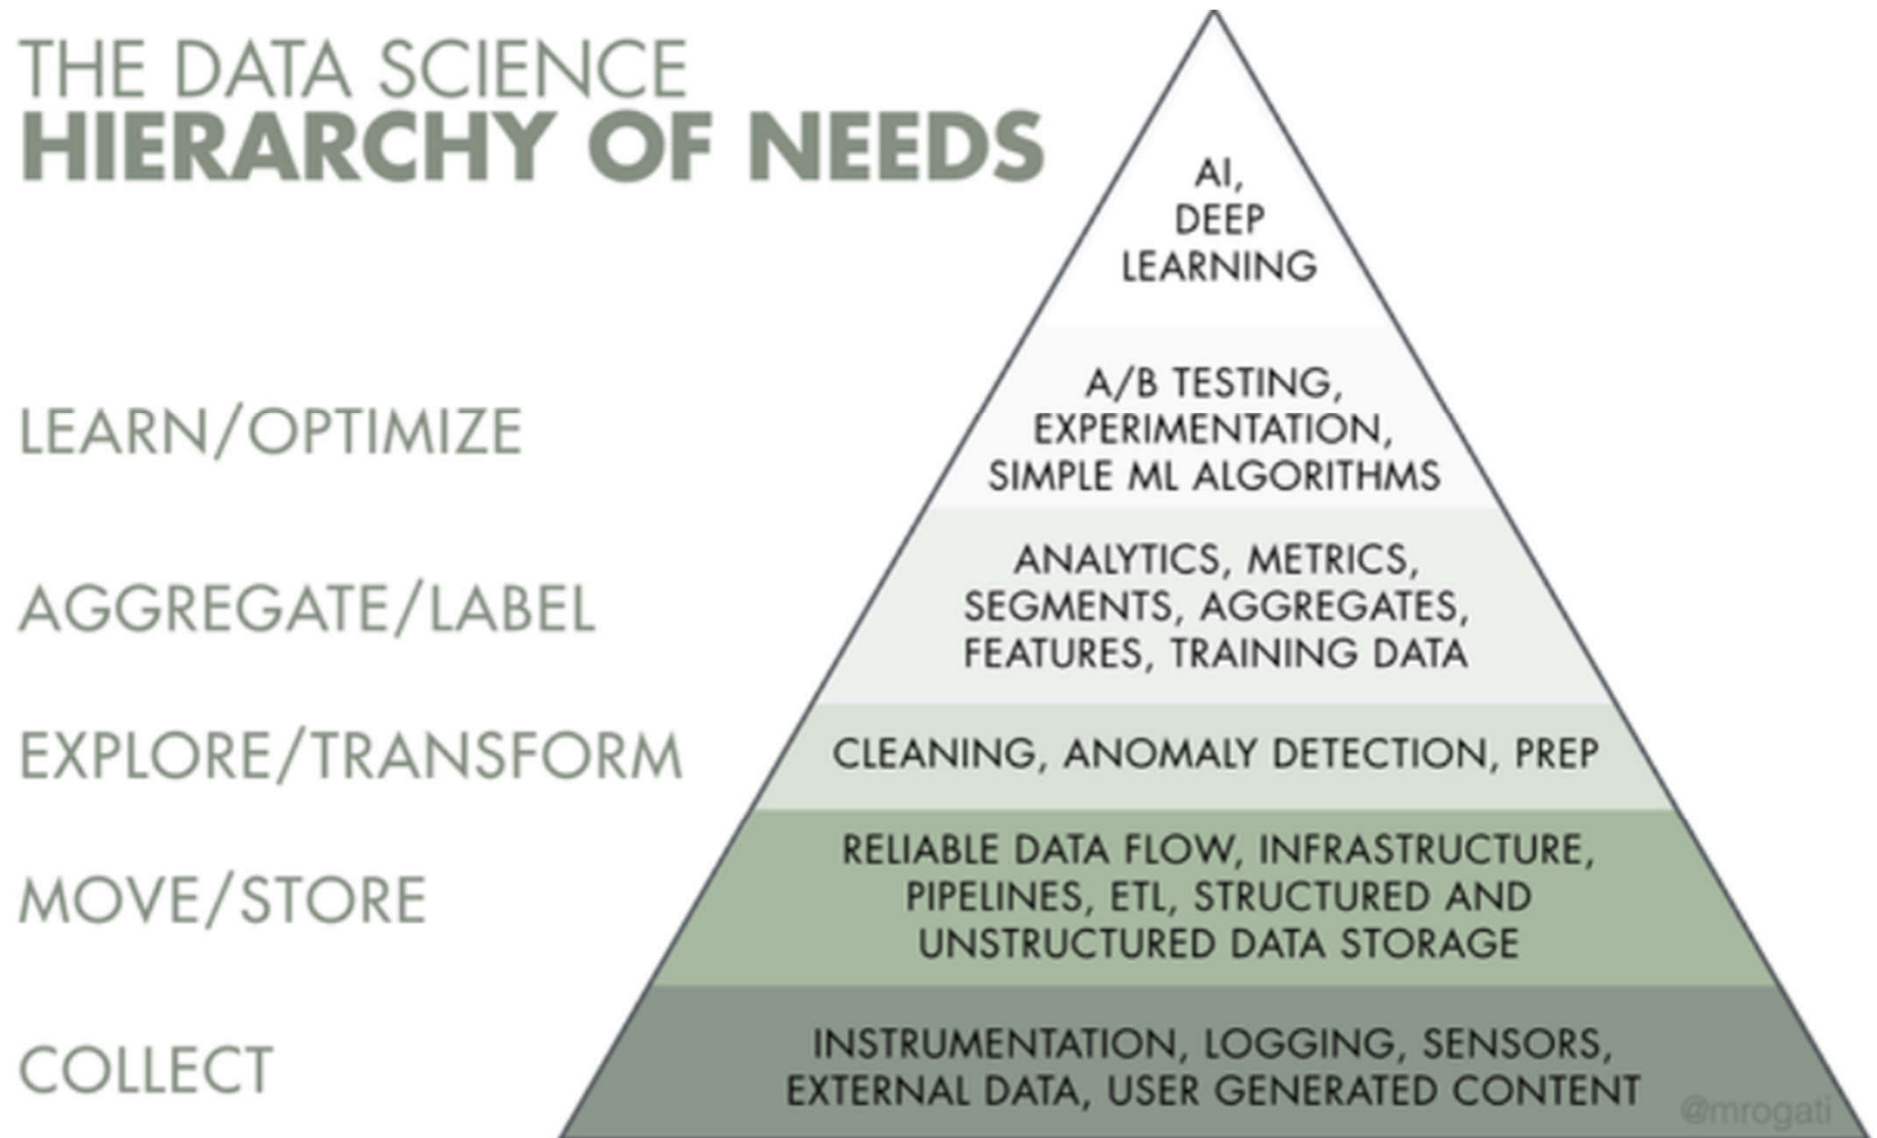 THE DATA SCIENCE
HIERARCHY OF NEEDS
AI,
DEEP
LEARNING
LEARN/OPTIMIZE
A/B TESTING,
EXPERIMENTATION,
SIMPLE ML ALGORITHMS
AGGREGATE/LABEL
ANALYTICS, METRICS,
SEGMENTS, AGGREGATES,
FEATURES, TRAINING DATA
EXPLORE/TRANSFORM
CLEANING, ANOMALY DETECTION, PREP
MOVE/STORE
RELIABLE DATA FLOW, INFRASTRUCTURE,
PIPELINES, ETL, STRUCTURED AND
UNSTRUCTURED DATA STORAGE
COLLECT
INSTRUMENTATION, LOGGING, SENSORS,
EXTERNAL DATA, USER GENERATED CONTENT
@mrogati